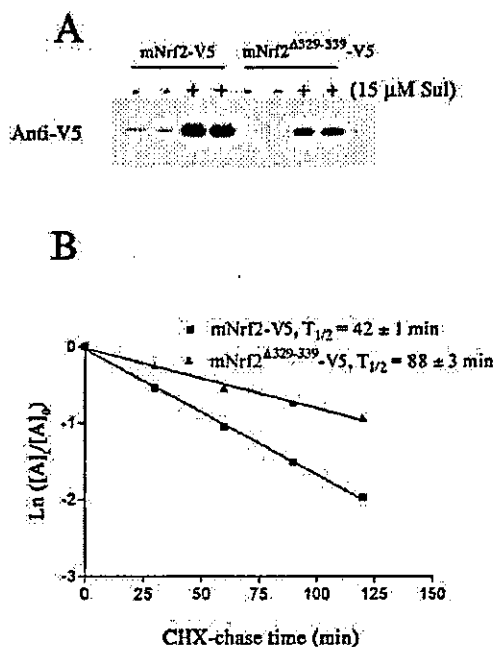 A
mNrf2-V5 mNrf2Δ329-339-V5
- - + + - - + + (15 µM Sul)
Anti-V5
B
mNrf2-V5, T1/2 = 42 ± 1 min
mNrf2Δ329-339-V5, T1/2 = 88 ± 3 min
0
-1
-2
-3
Ln ([A]/[A]0)
0 25 50 75 100 125 150
CHX-chase time (min)